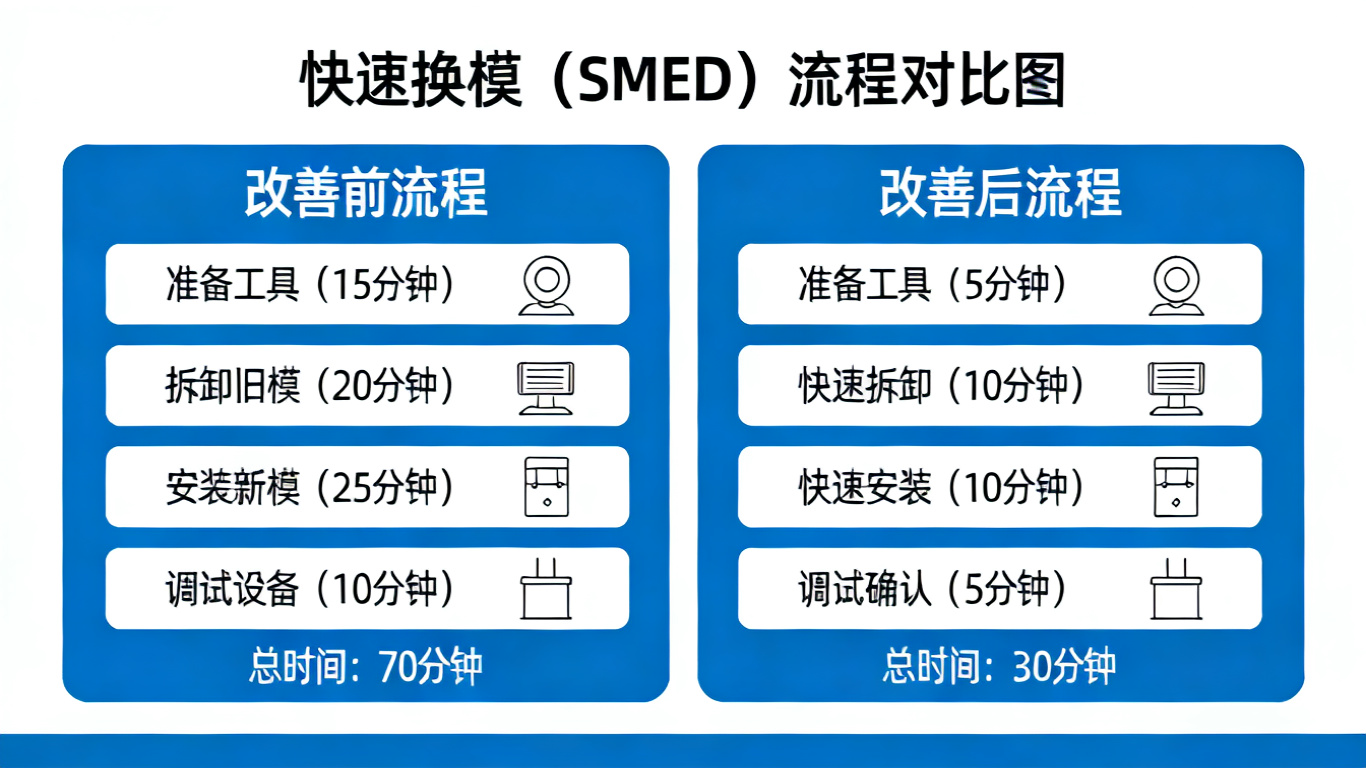 快速换模（SMED）流程对比图
改善前流程
准备工具（15分钟）
拆卸旧模（20分钟）
安装新模（25分钟）
调试设备（10分钟）
总时间：70分钟
改善后流程
准备工具（5分钟）
快速拆卸（10分钟）
快速安装（10分钟）
调试确认（5分钟）
总时间：30分钟